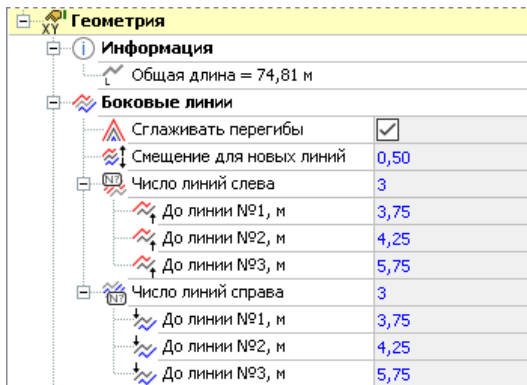 Геометрия
Информация
Общая длина = 74,81 м
Боковые линии
Сглаживать перегибы
Смещение для новых линий 0,50
Число линий слева 3
До линии №1, м 3,75
До линии №2, м 4,25
До линии №3, м 5,75
Число линий справа 3
До линии №1, м 3,75
До линии №2, м 4,25
До линии №3, м 5,75